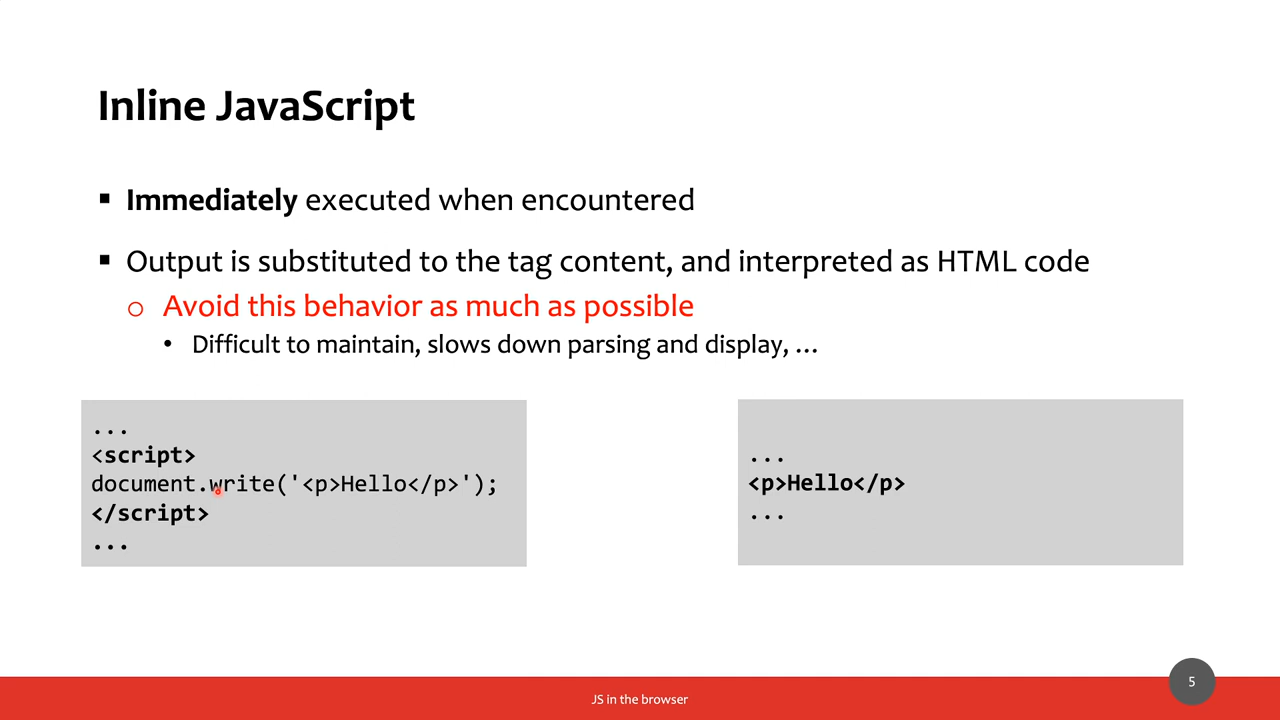 Inline JavaScript
▪ Immediately executed when encountered
▪ Output is substituted to the tag content, and interpreted as HTML code
o Avoid this behavior as much as possible
• Difficult to maintain, slows down parsing and display, …
...
<script>
document.write('<p>Hello</p>');
</script>
...
...
<p>Hello</p>
...
JS in the browser
5